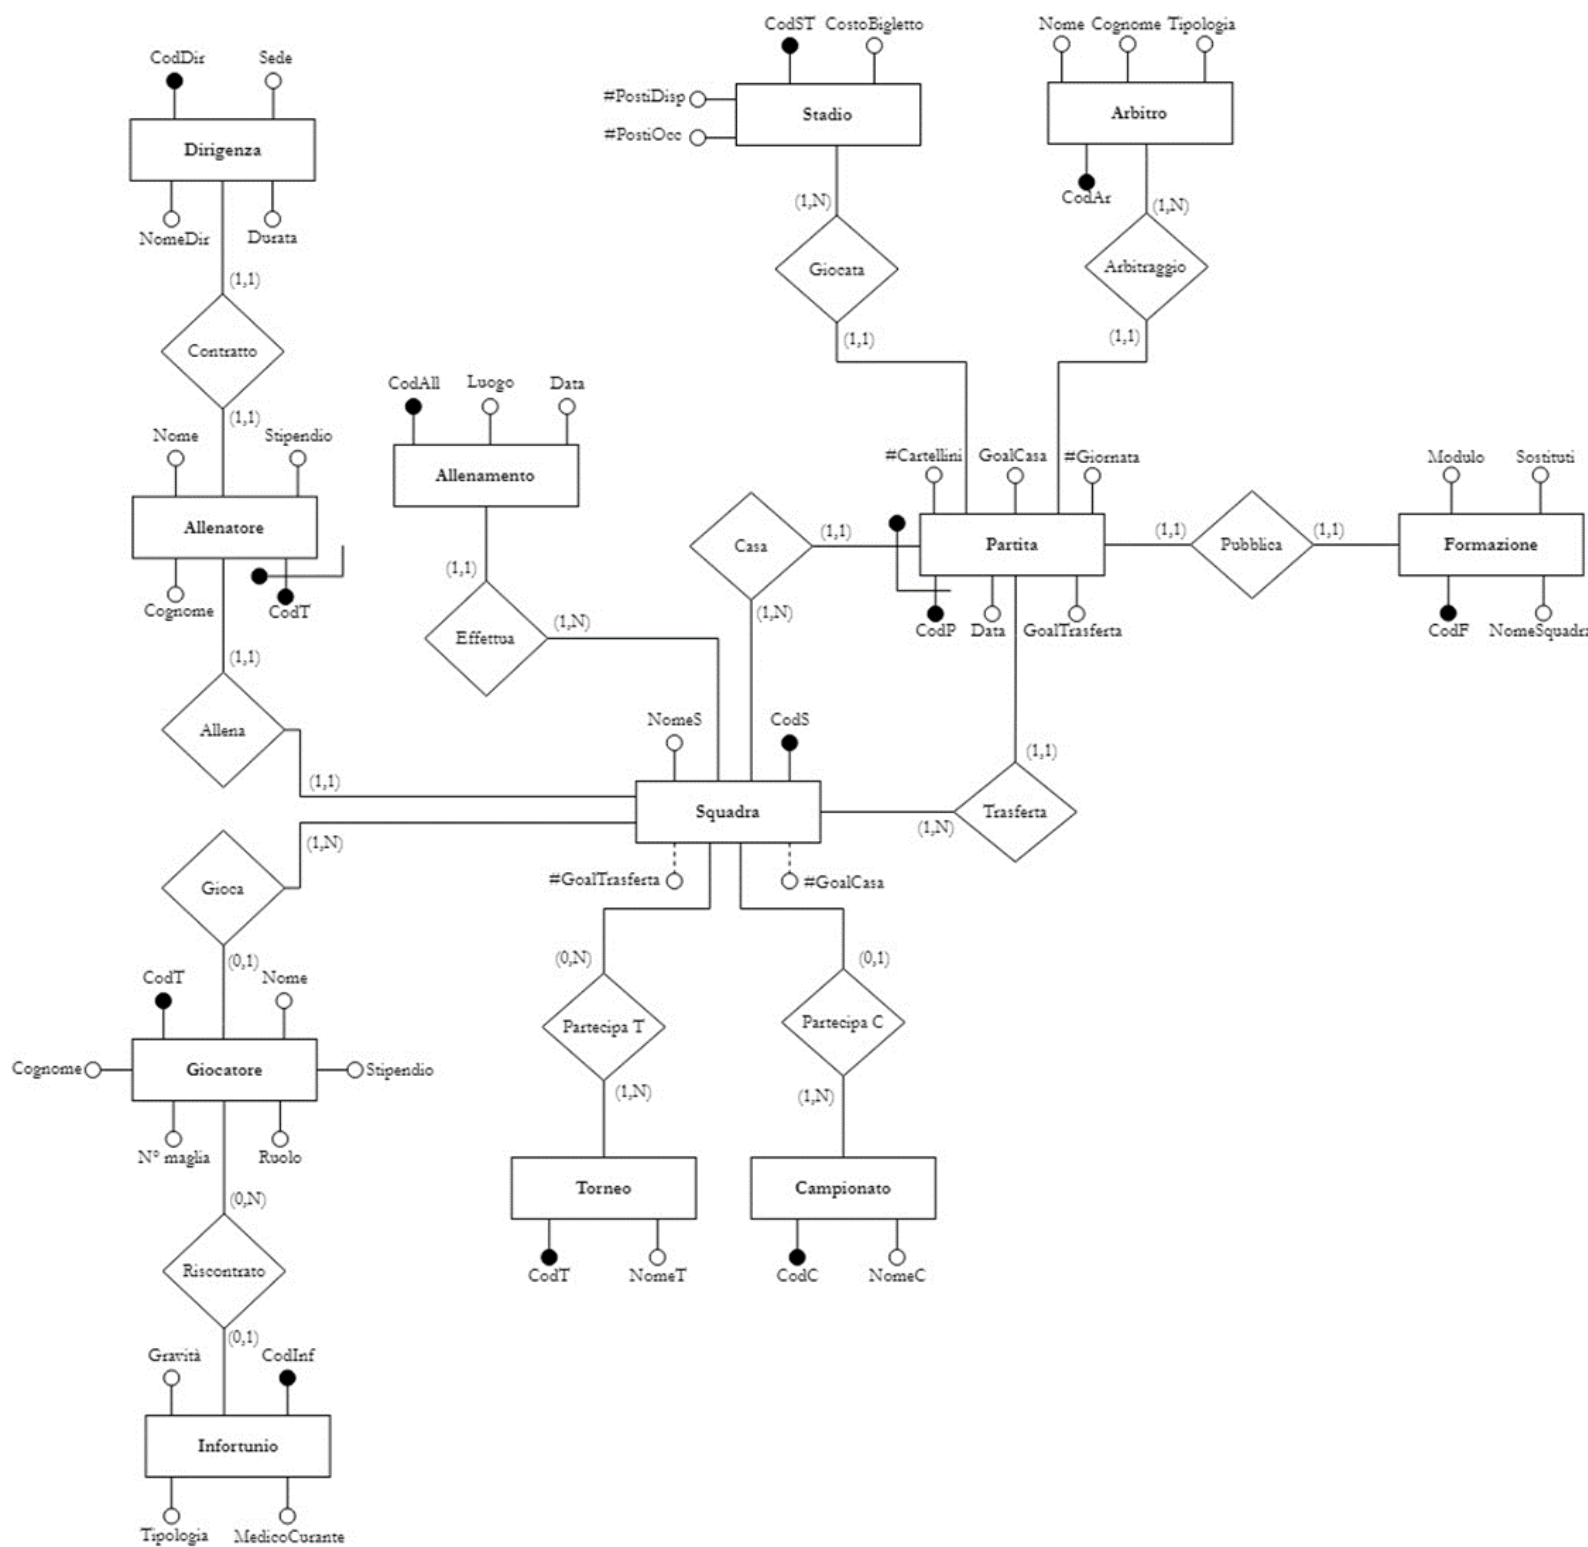 CodST CostoBigletto
Nome Cognome Tipologia
CodDir Sede
#PostiDisp
Stadio
Arbitro
#PostiOcc
Dirigenza
CodAr
(1,N)
(1,N)
NomeDir Durata
Giocata
Arbitraggio
(1,1)
(1,1)
(1,1)
Contratto
CodAll Luogo Data
(1,1)
Nome Stipendio
#Cartellini GoalCasa #Giornata
Modulo Sostituti
Allenamento
Allenatore
Casa
(1,1)
Partita
(1,1)
Pubblica
(1,1)
Formazione
(1,1)
Cognome CodT
(1,N)
(1,N)
CodP Data GoalTrasferta
CodF NomeSquadra
Effettua
(1,1)
NomeS CodS
Allena
(1,1)
(1,1)
Squadra
Trasferta
(1,N)
(1,N)
Gioca
#GoalTrasferta
#GoalCasa
(0,1)
(0,N)
(0,1)
CodT Nome
Partecipa T
Partecipa C
Cognome
Giocatore
Stipendio
(1,N)
(1,N)
N° maglia Ruolo
Torneo
Campionato
(0,N)
Riscontrato
CodT NomeT
CodC NomeC
(0,1)
Gravità CodInf
Infortunio
Tipologia MedicoCurante